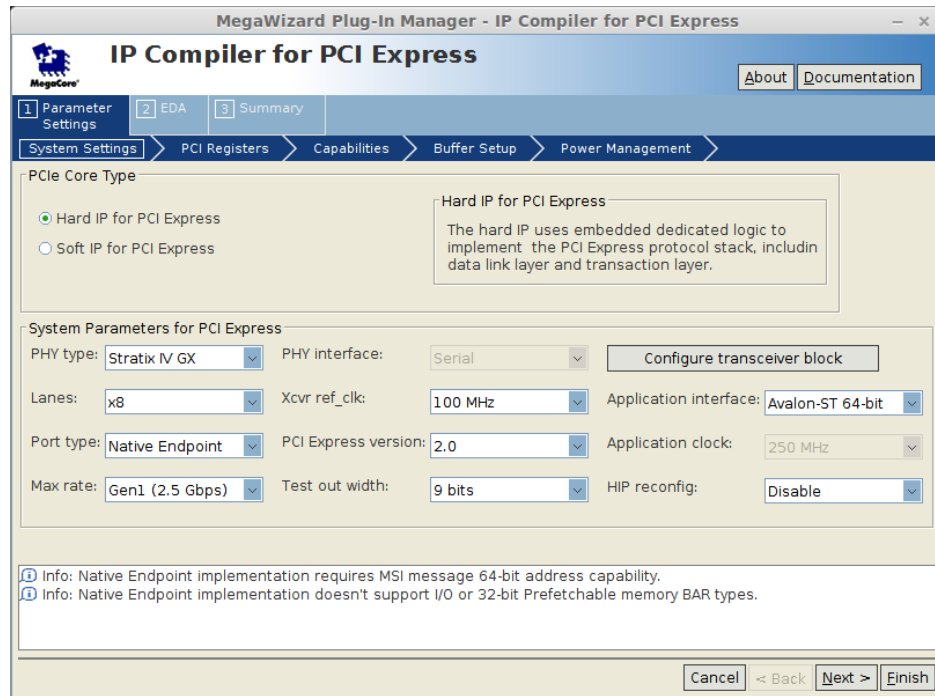 MegaWizard Plug-In Manager - IP Compiler for PCI Express
IP Compiler for PCI Express
MegaCore®
About
Documentation
1 Parameter
Settings
2 EDA
3 Summary
System Settings
PCI Registers
Capabilities
Buffer Setup
Power Management
PCIe Core Type
Hard IP for PCI Express
Soft IP for PCI Express
Hard IP for PCI Express
The hard IP uses embedded dedicated logic to
implement the PCI Express protocol stack, includin
data link layer and transaction layer.
System Parameters for PCI Express
PHY type: Stratix IV GX
PHY interface: Serial
Configure transceiver block
Lanes: x8
Xcvr ref_clk: 100 MHz
Application interface: Avalon-ST 64-bit
Port type: Native Endpoint
PCI Express version: 2.0
Application clock: 250 MHz
Max rate: Gen1 (2.5 Gbps)
Test out width: 9 bits
HIP reconfig: Disable
Info: Native Endpoint implementation requires MSI message 64-bit address capability.
Info: Native Endpoint implementation doesn't support I/O or 32-bit Prefetchable memory BAR types.
Cancel
< Back
Next >
Finish